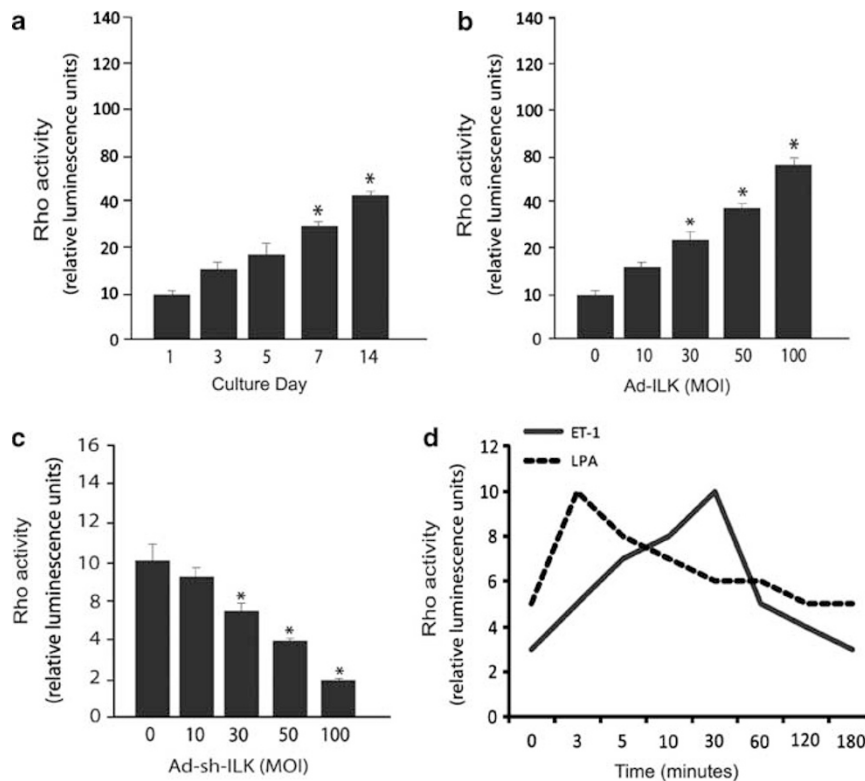 a
140
120
100
80
40
20
10
0
Rho activity
(relative luminescence units)
*
*
1 3 5 7 14
Culture Day
b
140
120
100
80
40
20
10
0
Rho activity
(relative luminescence units)
*
*
*
0 10 30 50 100
Ad-ILK (MOI)
c
16
14
12
10
8
4
2
0
Rho activity
(relative luminescence units)
*
*
*
0 10 30 50 100
Ad-sh-ILK (MOI)
d
ET-1
LPA
12
10
8
6
4
2
0
Rho activity
(relative luminescence units)
0 3 5 10 30 60 120 180
Time (minutes)